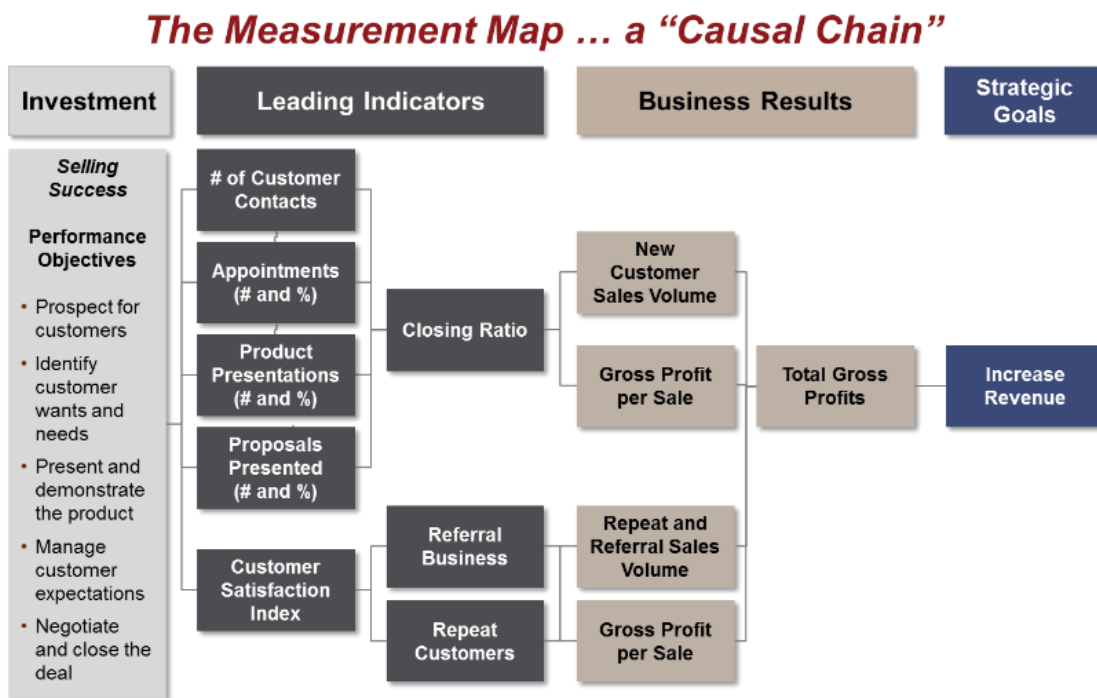 The Measurement Map … a “Causal Chain”
Investment
Leading Indicators
Business Results
Strategic
Goals
Selling
Success
Performance
Objectives
• Prospect for
customers
• Identify
customer
wants and
needs
• Present and
demonstrate
the product
• Manage
customer
expectations
• Negotiate
and close the
deal
# of Customer
Contacts
Appointments
(# and %)
Product
Presentations
(# and %)
Proposals
Presented
(# and %)
Customer
Satisfaction
Index
Closing Ratio
Referral
Business
Repeat
Customers
New
Customer
Sales Volume
Gross Profit
per Sale
Repeat and
Referral Sales
Volume
Gross Profit
per Sale
Total Gross
Profits
Increase
Revenue